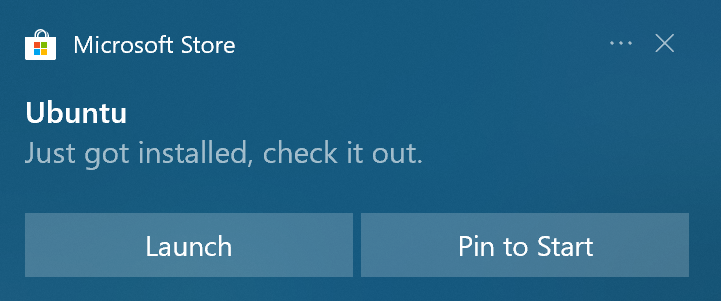 Microsoft Store
Ubuntu
Just got installed, check it out.
Launch
Pin to Start